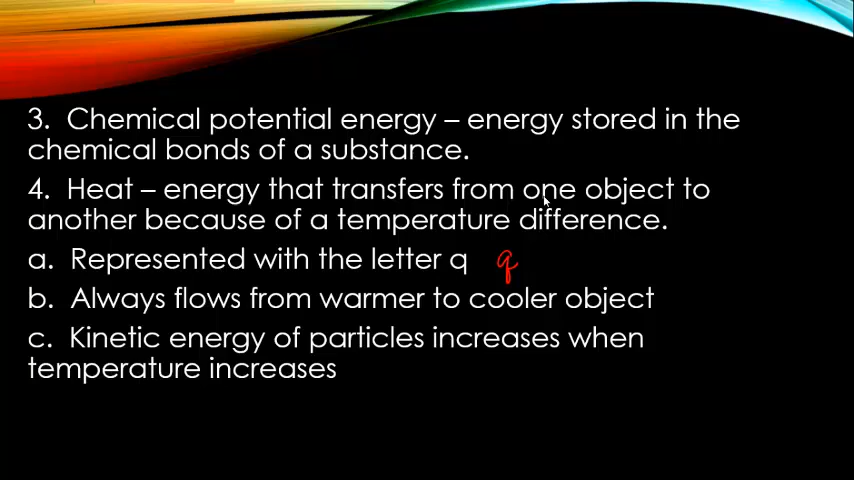 3.  Chemical potential energy – energy stored in the
chemical bonds of a substance.
4.  Heat – energy that transfers from one object to
another because of a temperature difference.
a.  Represented with the letter q q
b.  Always flows from warmer to cooler object
c.  Kinetic energy of particles increases when
temperature increases